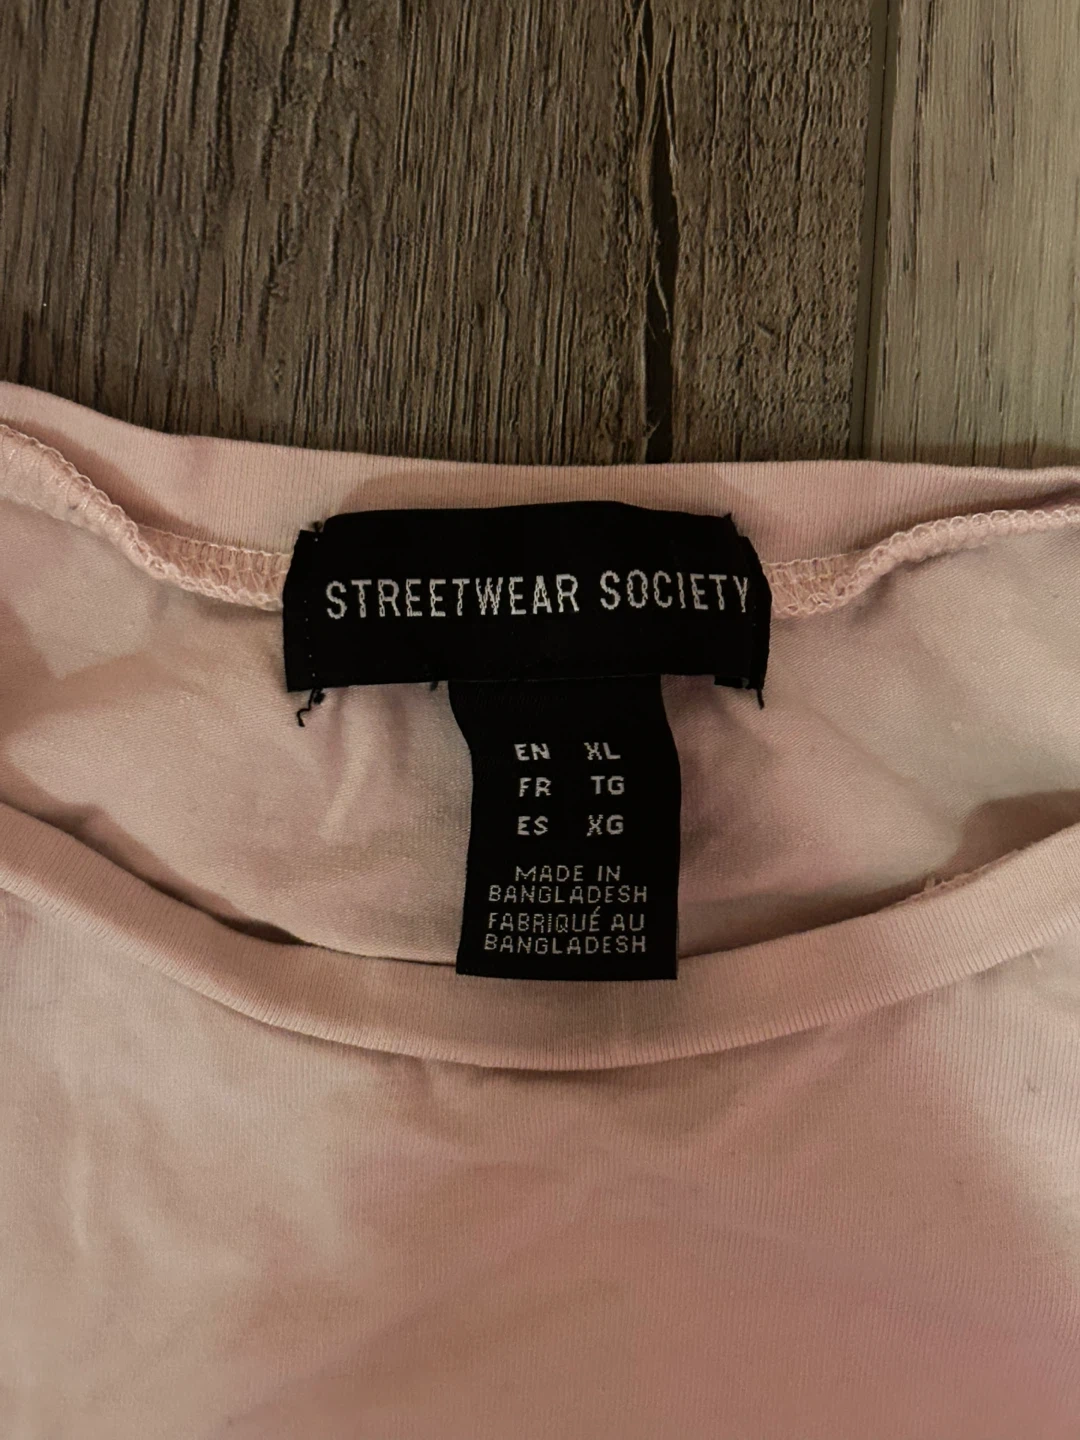 STREETWEAR SOCIETY
EN XL
FR TG
ES XG
MADE IN
BANGLADESH
FABRIQUÉ AU
BANGLADESH